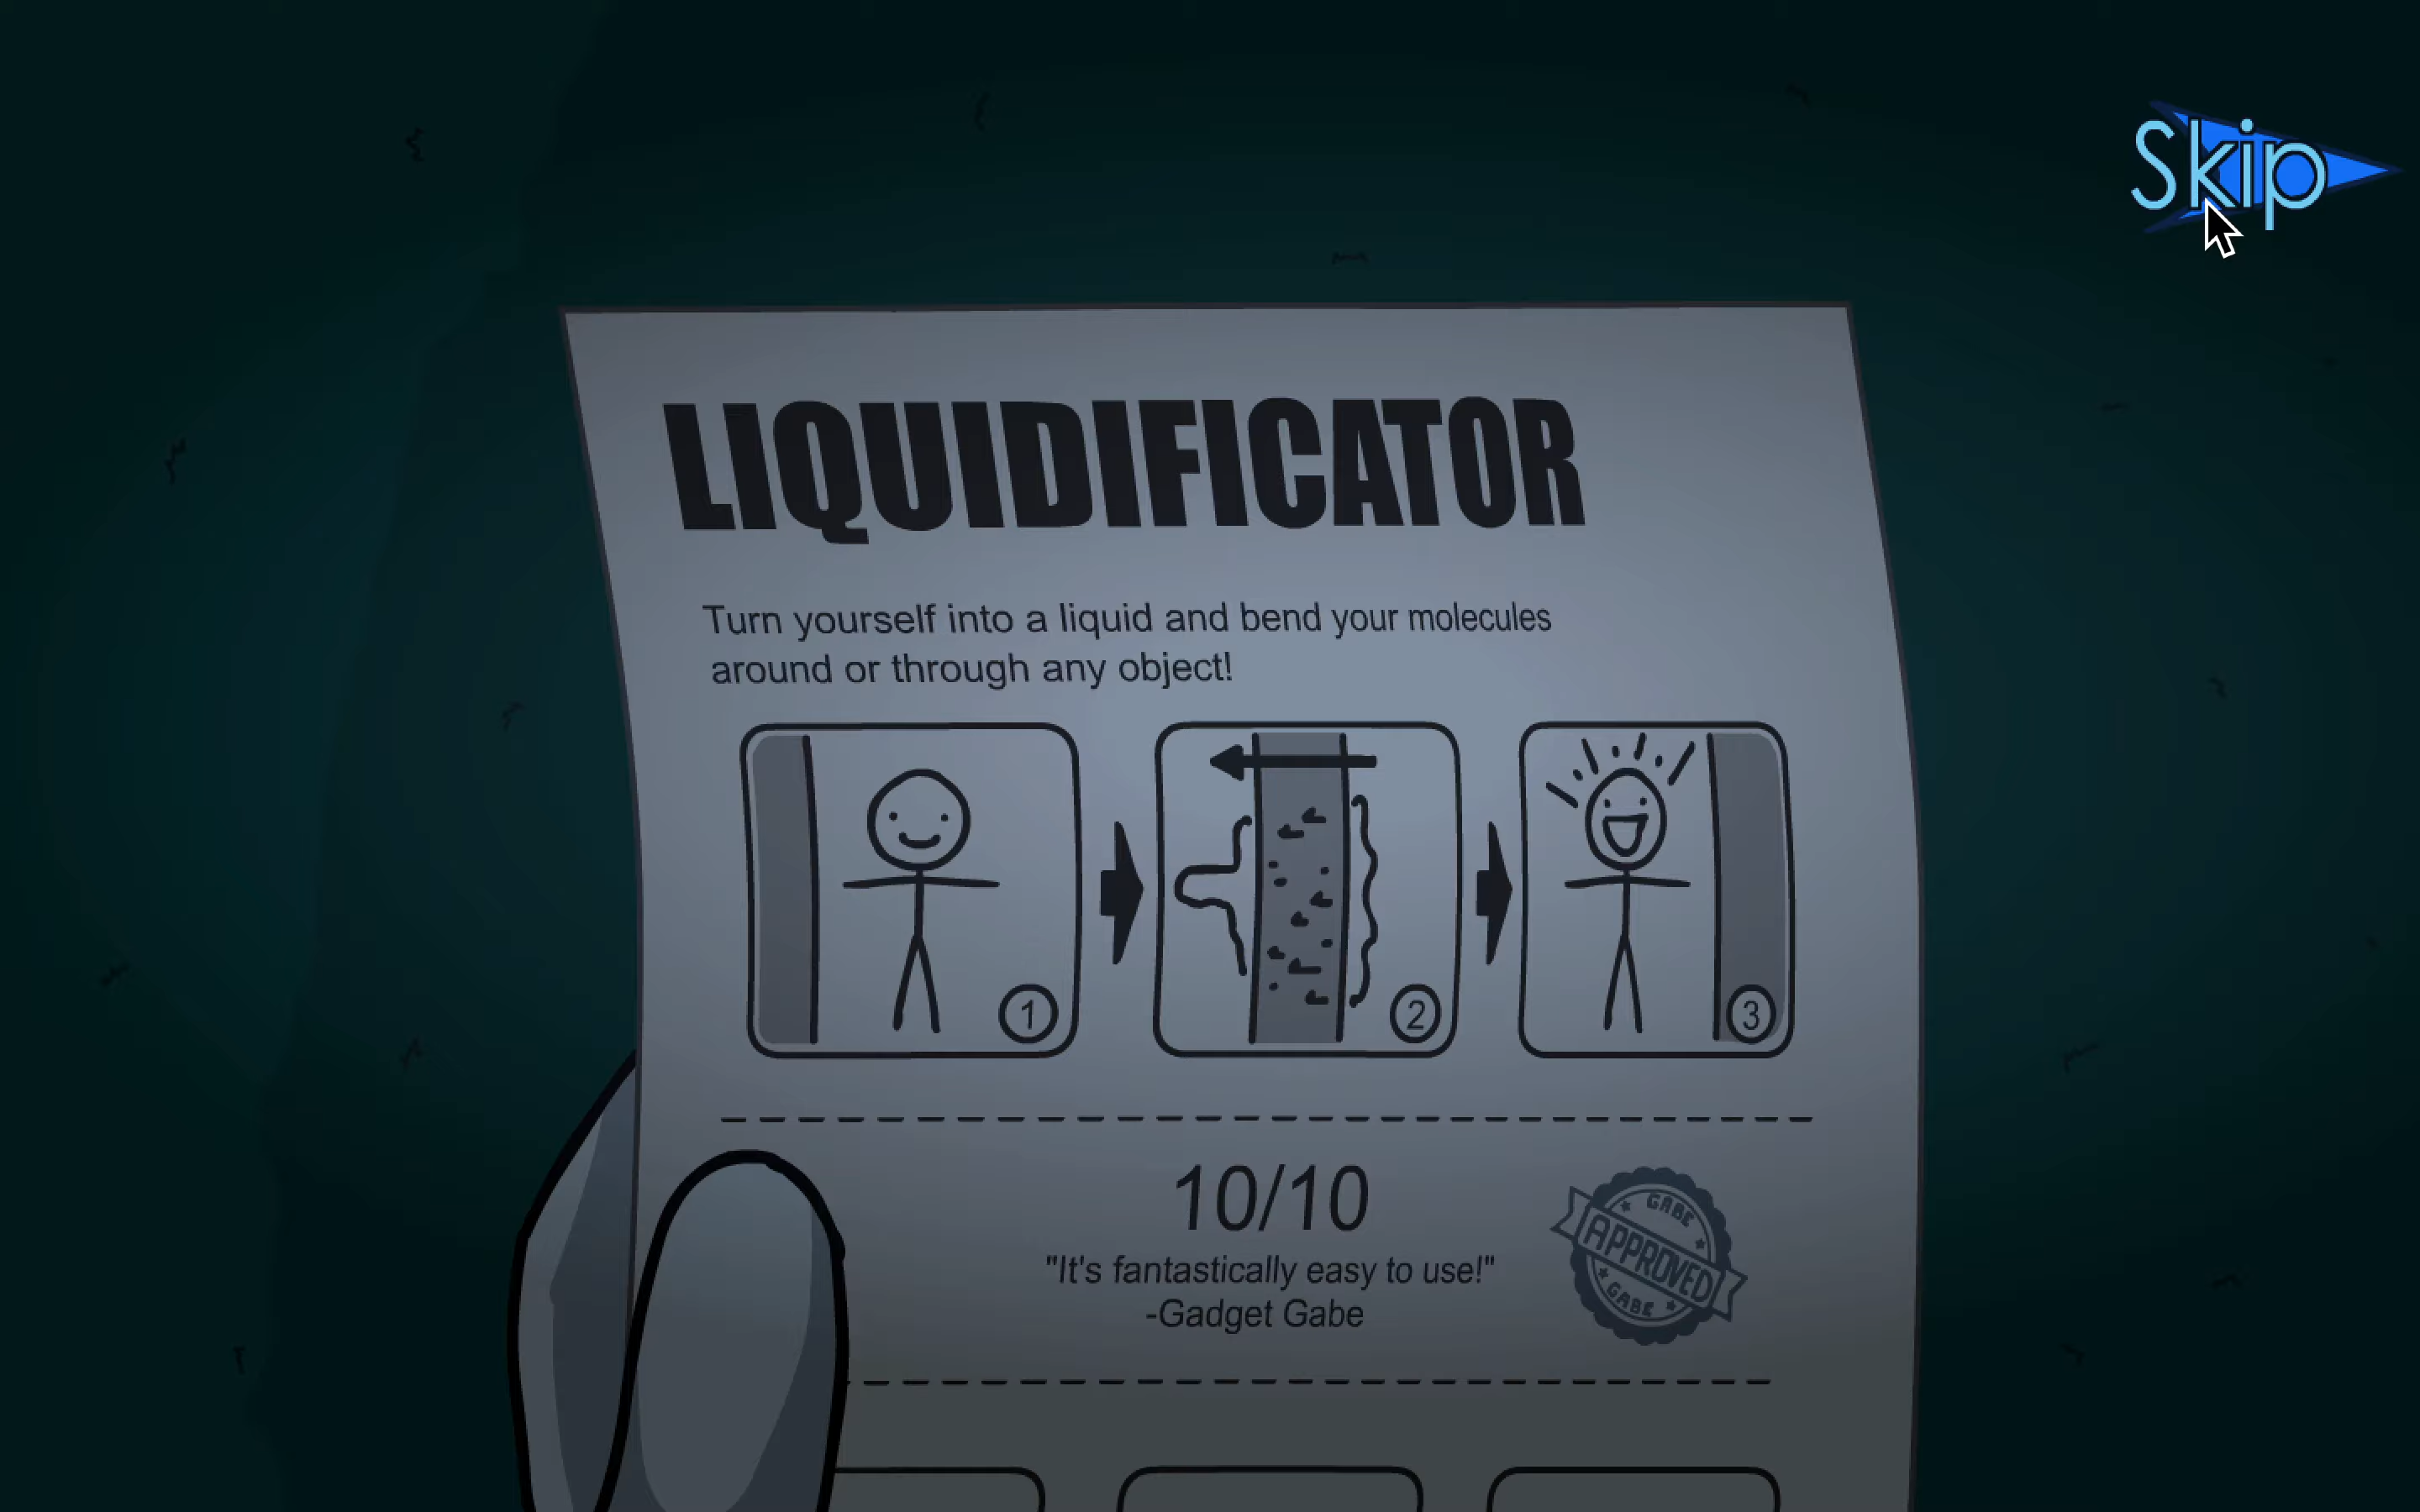 Skip
LIQUIDIFICATOR
Turn yourself into a liquid and bend your molecules
around or through any object!
1
2
3
10/10
"It's fantastically easy to use!"
-Gadget Gabe
GABE
APPROVED
GABE